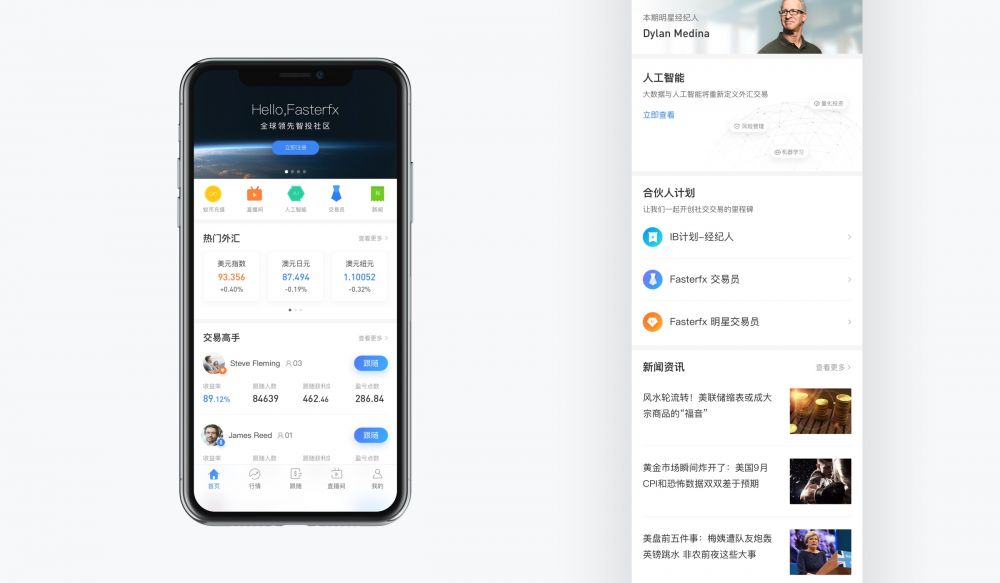 Hello,Fasterfx
全球领先智投社区
立即注册
直播间
人工智能
交易员
新闻
热门外汇
查看更多 >
美元指数
澳元日元
澳元纽元
93.356
87.494
1.10052
+0.40%
-0.19%
-0.32%
交易高手
查看更多 >
Steve Fleming 03
跟随
收益率
跟随人数
跟随获利$
盈亏点数
89.12%
84639
462.46
286.84
James Reed 01
跟随
收益率
跟随人数
跟随获利$
盈亏点数
首页
行情
跟随
直播间
我的
本期明星经纪人
Dylan Medina
人工智能
大数据与人工智能将重新定义外汇交易
立即查看
量化投资
风险管理
机器学习
合伙人计划
让我们一起开创社交交易的里程碑
IB计划-经纪人
Fasterfx 交易员
Fasterfx 明星交易员
新闻资讯
查看更多 >
风水轮流转！美联储缩表或成大
宗商品的“福音”
黄金市场瞬间炸开了：美国9月
CPI和恐怖数据双双差于预期
美盘前五件事：梅姨遭队友炮轰
英镑跳水 非农前夜这些大事